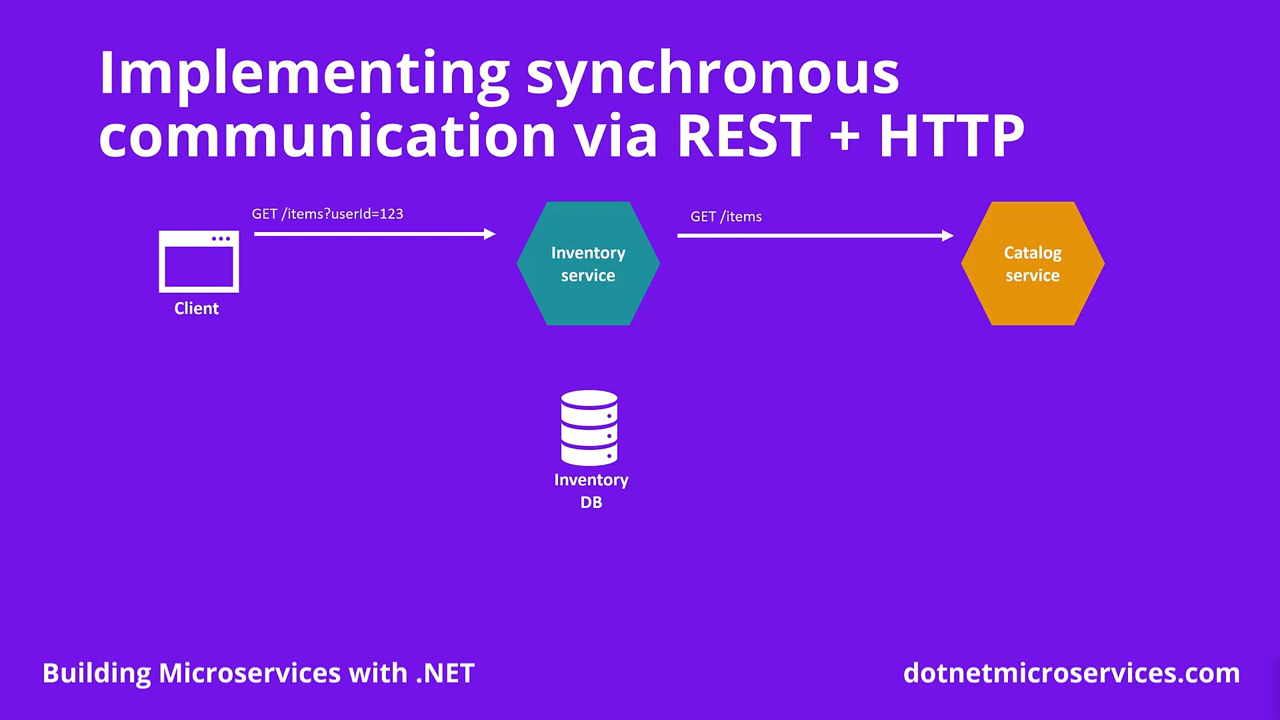 Implementing synchronous
communication via REST + HTTP
GET /items?userId=123
GET /items
Inventory
service
Catalog
service
Client
Inventory
DB
Building Microservices with .NET
dotnetmicroservices.com